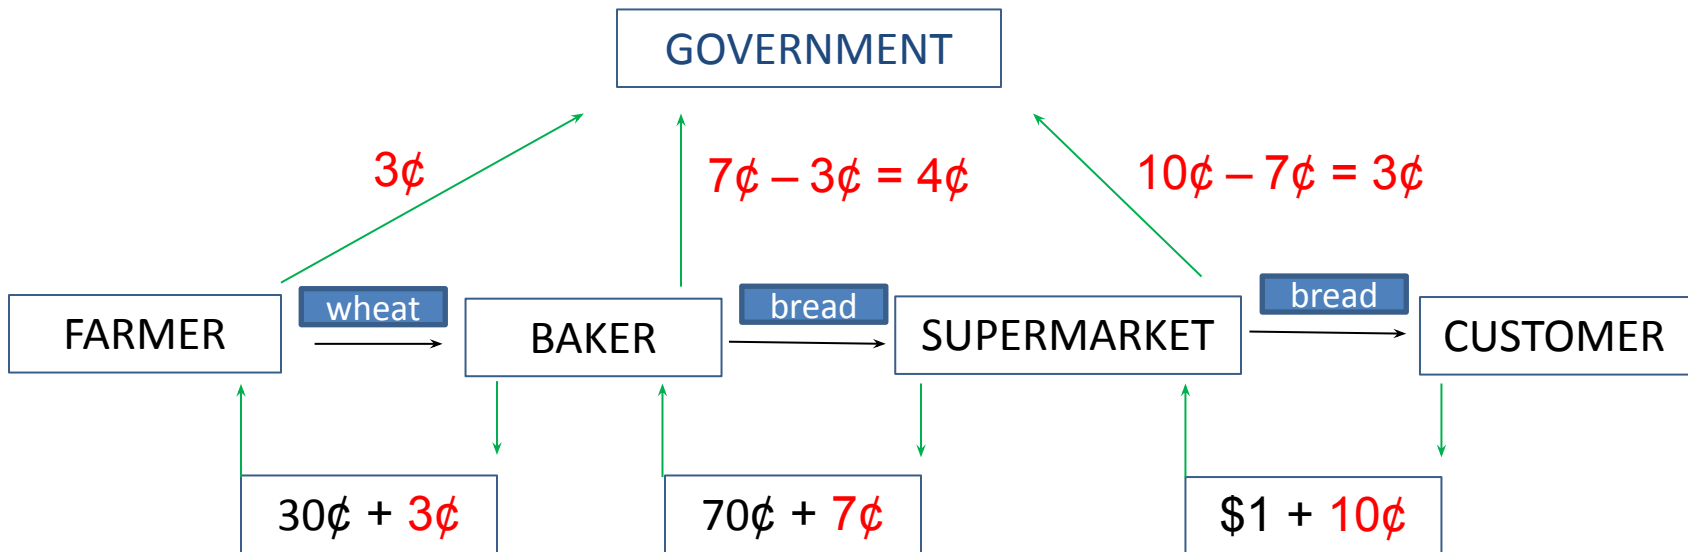 GOVERNMENT
3¢
7¢ – 3¢ = 4¢
10¢ – 7¢ = 3¢
FARMER
wheat
BAKER
bread
SUPERMARKET
bread
CUSTOMER
30¢ + 3¢
70¢ + 7¢
$1 + 10¢